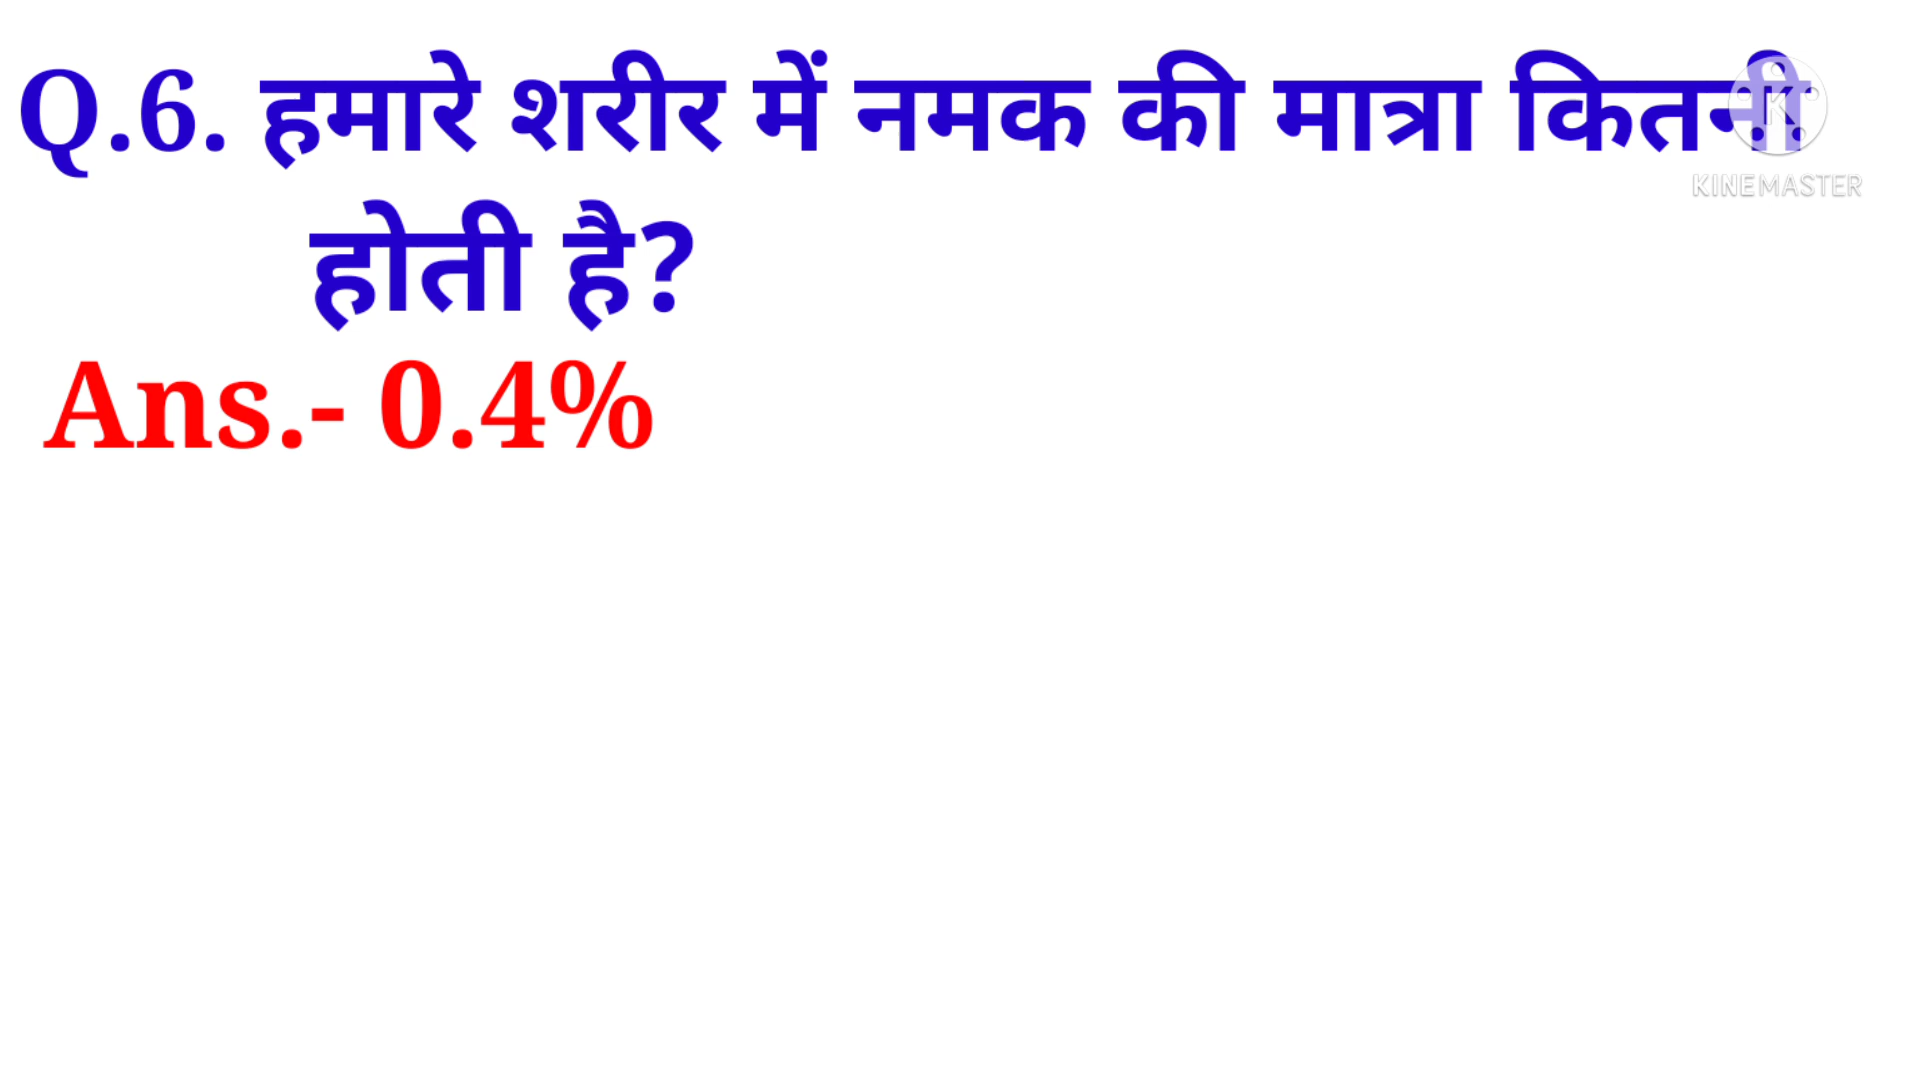 Q.6. हमारे शरीर में नमक की मात्रा कितनी
KINEMASTER
होती है?
Ans.- 0.4%